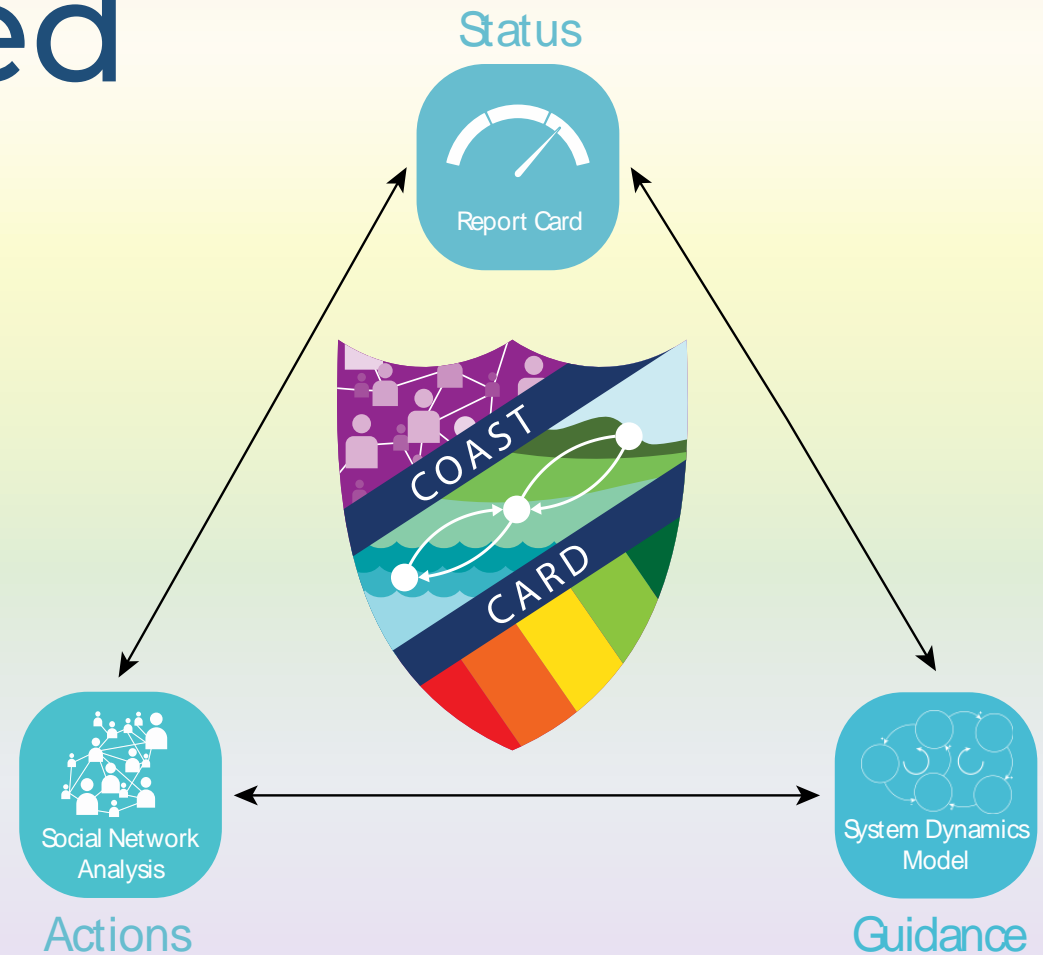 ed
Status
Report Card
COAST
CARD
Social Network
Analysis
System Dynamics
Model
Actions
Guidance